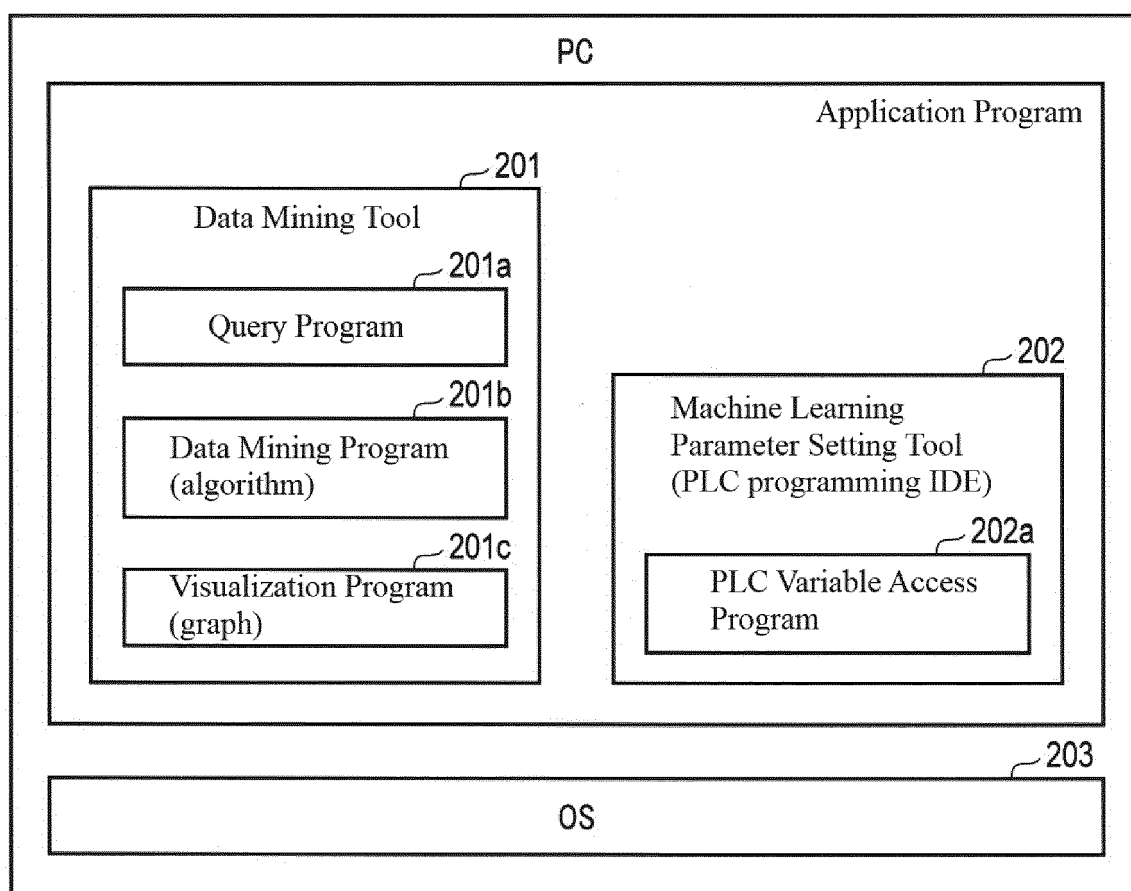 PC
Application Program
201
Data Mining Tool
201a
Query Program
201b
Data Mining Program
(algorithm)
201c
Visualization Program
(graph)
202
Machine Learning
Parameter Setting Tool
(PLC programming IDE)
202a
PLC Variable Access
Program
203
OS